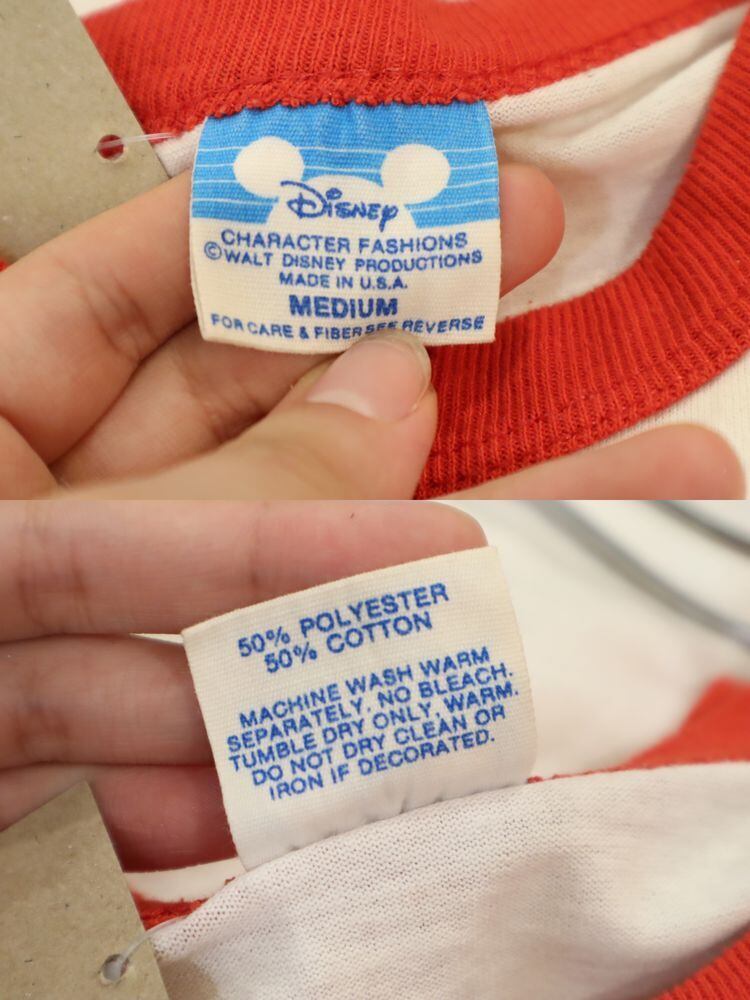 Disney
CHARACTER FASHIONS
©WALT DISNEY PRODUCTIONS
MADE IN U.S.A.
MEDIUM
FOR CARE & FIBER SEE REVERSE
50% POLYESTER
50% COTTON
MACHINE WASH WARM
SEPARATELY. NO BLEACH.
TUMBLE DRY ONLY, WARM.
DO NOT DRY CLEAN OR
IRON IF DECORATED.